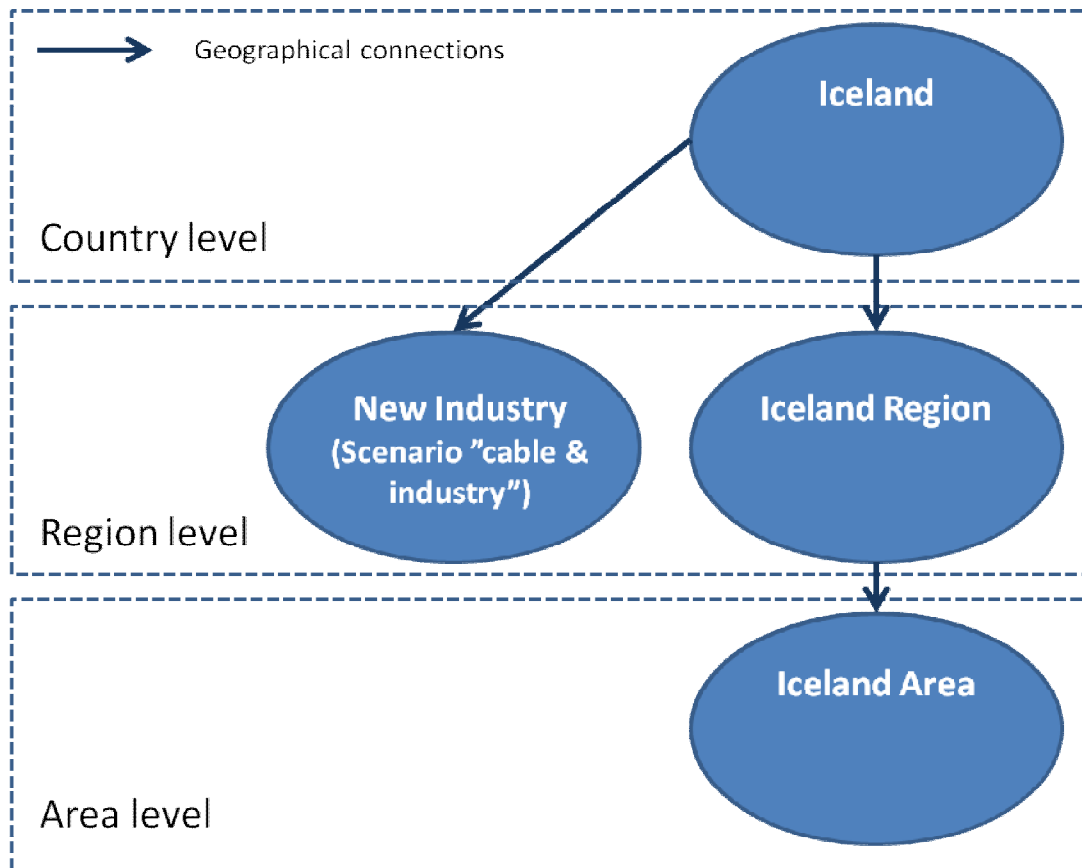 Geographical connections
Iceland
Country level
New Industry
(Scenario ”cable &
industry”)
Iceland Region
Region level
Iceland Area
Area level